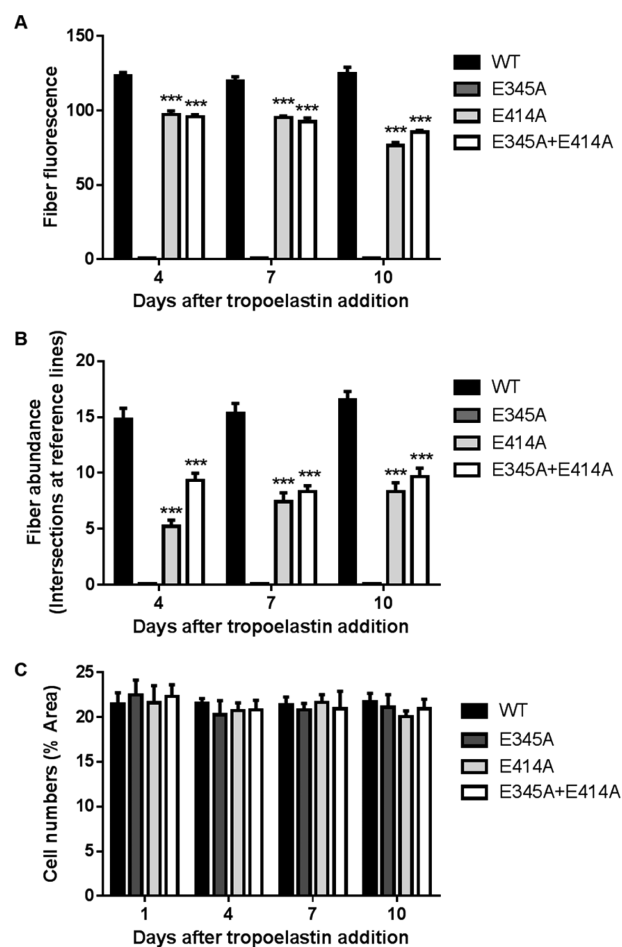 A
Fiber fluorescence
150
100
50
0
*** *** *** *** *** ***
4 7 10
Days after tropoelastin addition
WT
E345A
E414A
E345A+E414A
B
Fiber abundance
(Intersections at reference lines)
20
15
10
5
0
*** *** *** *** *** ***
4 7 10
Days after tropoelastin addition
WT
E345A
E414A
E345A+E414A
C
Cell numbers (% Area)
25
20
15
10
5
0
1 4 7 10
Days after tropoelastin addition
WT
E345A
E414A
E345A+E414A